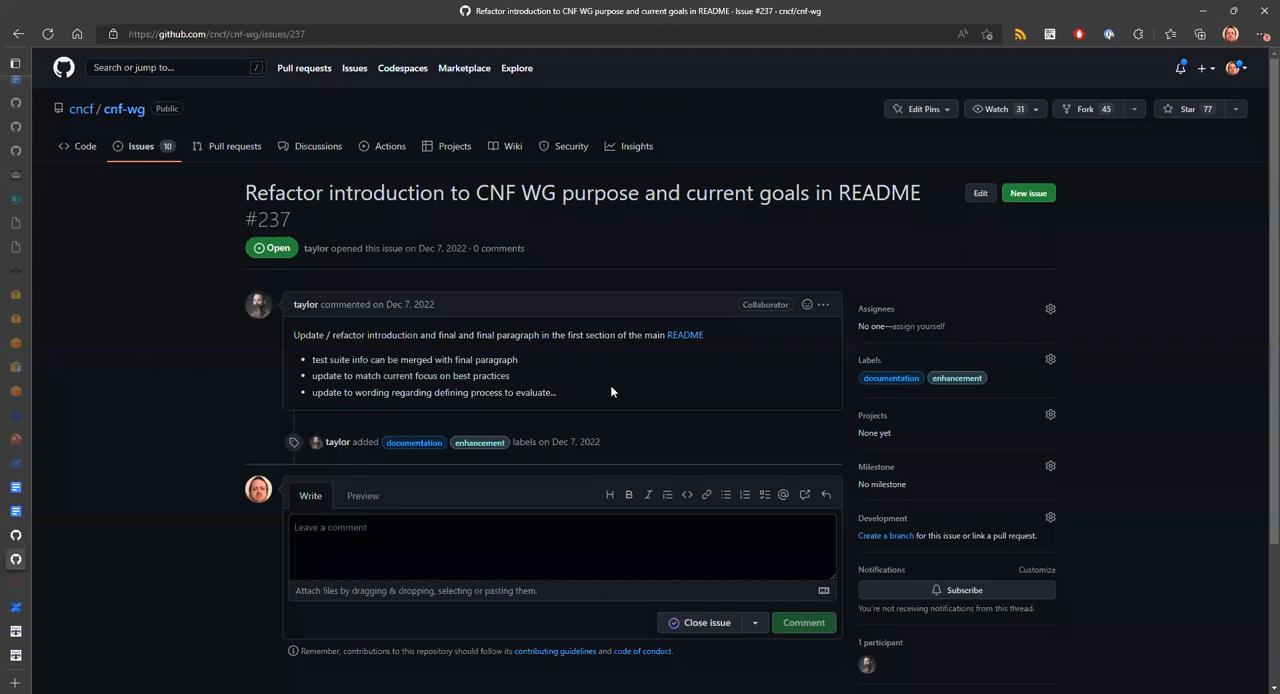 Refactor introduction to CNF WG purpose and current goals in README · Issue #237 · cncf/cnf-wg
https://github.com/cncf/cnf-wg/issues/237
Search or jump to... /
Pull requests Issues Codespaces Marketplace Explore
cncf / cnf-wg Public
Edit Pins Watch 31 Fork 45 Star 77
Code Issues 10 Pull requests Discussions Actions Projects Wiki Security Insights
Refactor introduction to CNF WG purpose and current goals in README
#237
Edit New issue
Open taylor opened this issue on Dec 7, 2022 · 0 comments
taylor commented on Dec 7, 2022 Collaborator
Update / refactor introduction and final and final paragraph in the first section of the main README
• test suite info can be merged with final paragraph
• update to match current focus on best practices
• update to wording regarding defining process to evaluate...
taylor added documentation enhancement labels on Dec 7, 2022
Write Preview
Leave a comment
Attach files by dragging & dropping, selecting or pasting them.
Close issue Comment
Remember, contributions to this repository should follow its contributing guidelines and code of conduct.
Assignees
No one—assign yourself
Labels
documentation enhancement
Projects
None yet
Milestone
No milestone
Development
Create a branch for this issue or link a pull request.
Notifications Customize
Subscribe
You're not receiving notifications from this thread.
1 participant